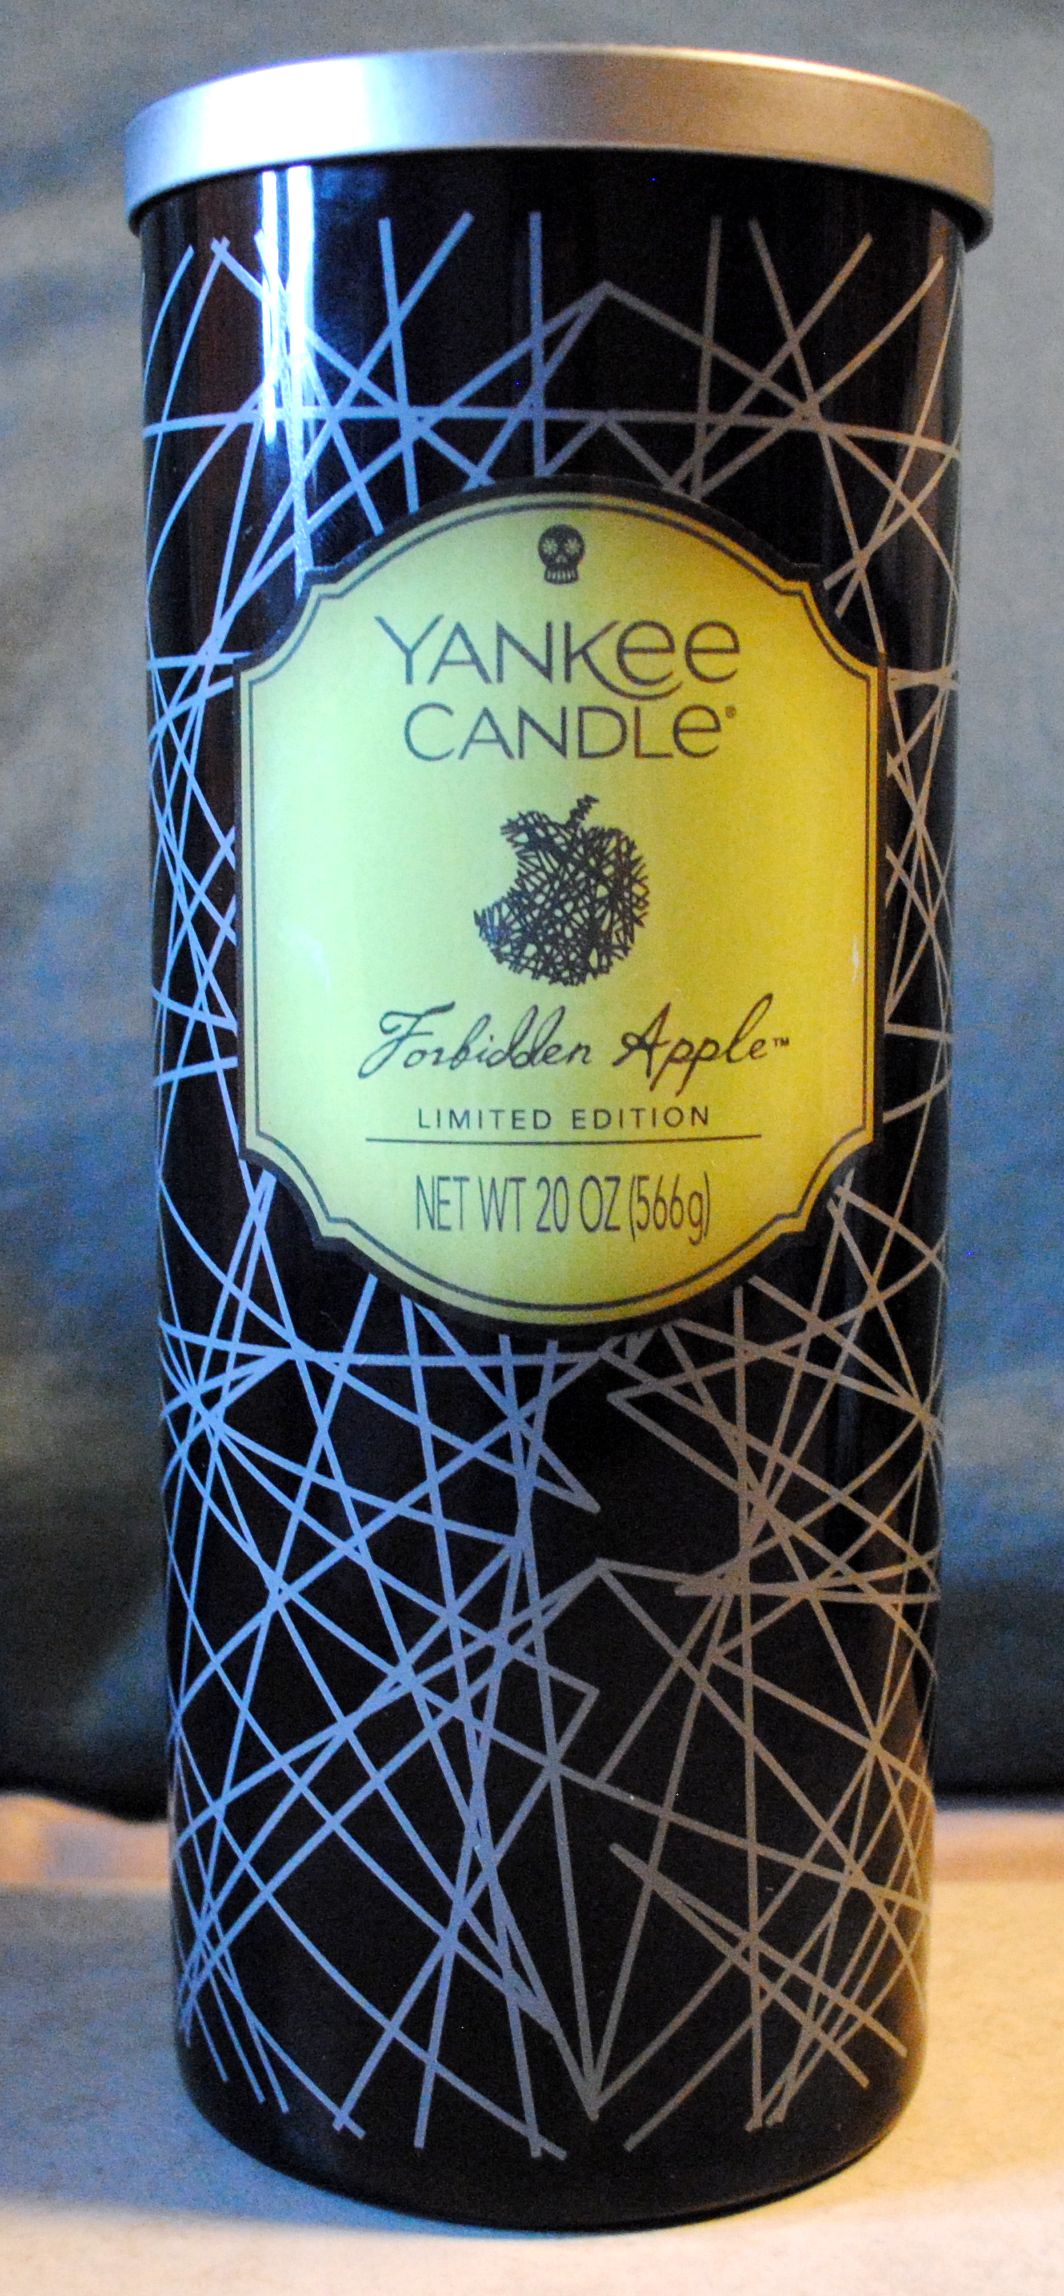 YANKee
CANDLe®
Forbidden Apple™
LIMITED EDITION
NET WT 20 OZ (566g)